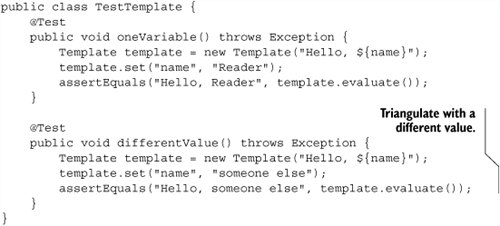 public class TestTemplate {
    @Test
    public void oneVariable() throws Exception {
        Template template = new Template("Hello, ${name}");
        template.set("name", "Reader");
        assertEquals("Hello, Reader", template.evaluate());
    }
    @Test
    public void differentValue() throws Exception {
        Template template = new Template("Hello, ${name}");
        template.set("name", "someone else");
        assertEquals("Hello, someone else", template.evaluate());
    }
}
Triangulate with a
different value.